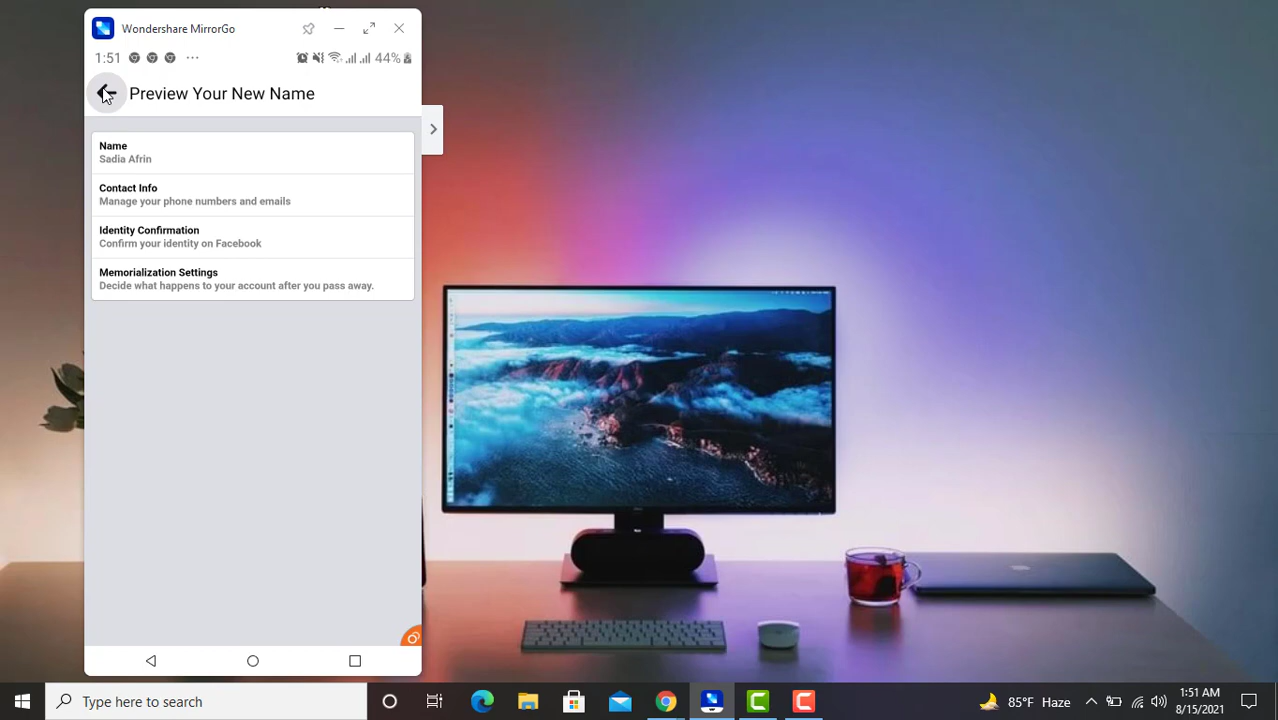 Wondershare MirrorGo
1:51 ... 44%
Preview Your New Name
Name
Sadia Afrin
Contact Info
Manage your phone numbers and emails
Identity Confirmation
Confirm your identity on Facebook
Memorialization Settings
Decide what happens to your account after you pass away.
Type here to search
85°F Haze
1:51 AM
8/15/2021